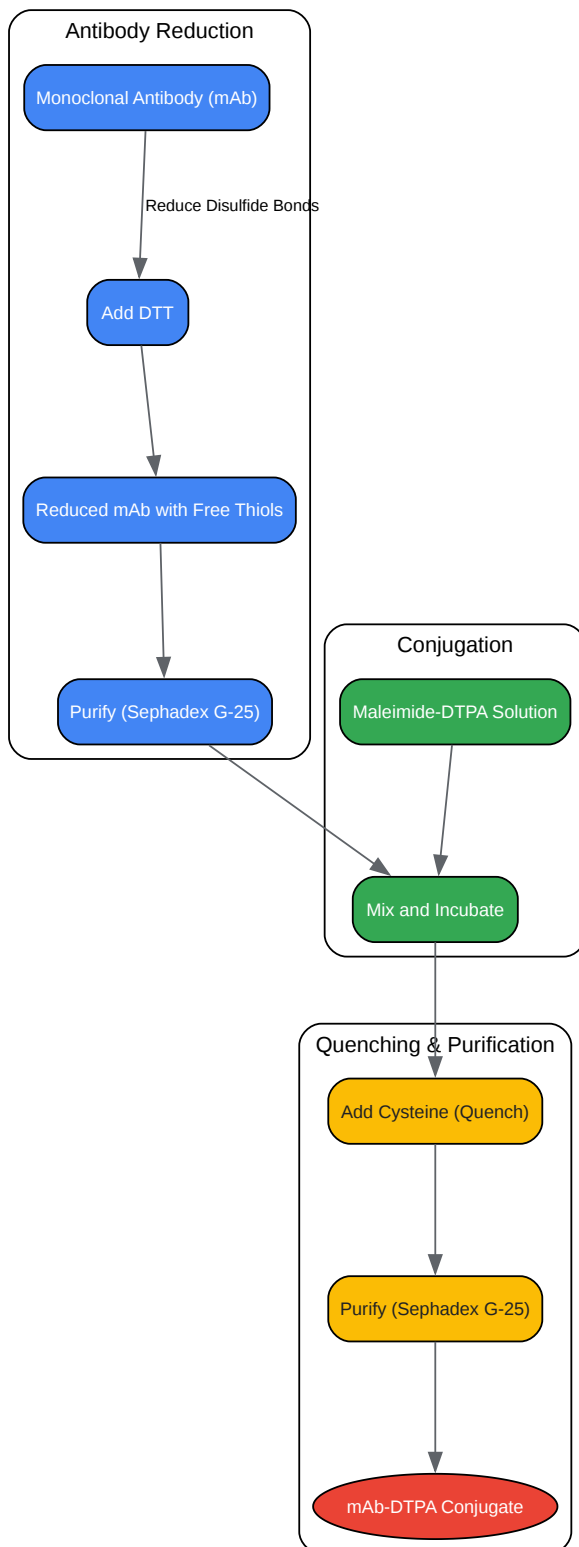 Antibody Reduction
Monoclonal Antibody (mAb)
Reduce Disulfide Bonds
Add DTT
Reduced mAb with Free Thiols
Purify (Sephadex G-25)
Conjugation
Maleimide-DTPA Solution
Mix and Incubate
Quenching & Purification
Add Cysteine (Quench)
Purify (Sephadex G-25)
mAb-DTPA Conjugate